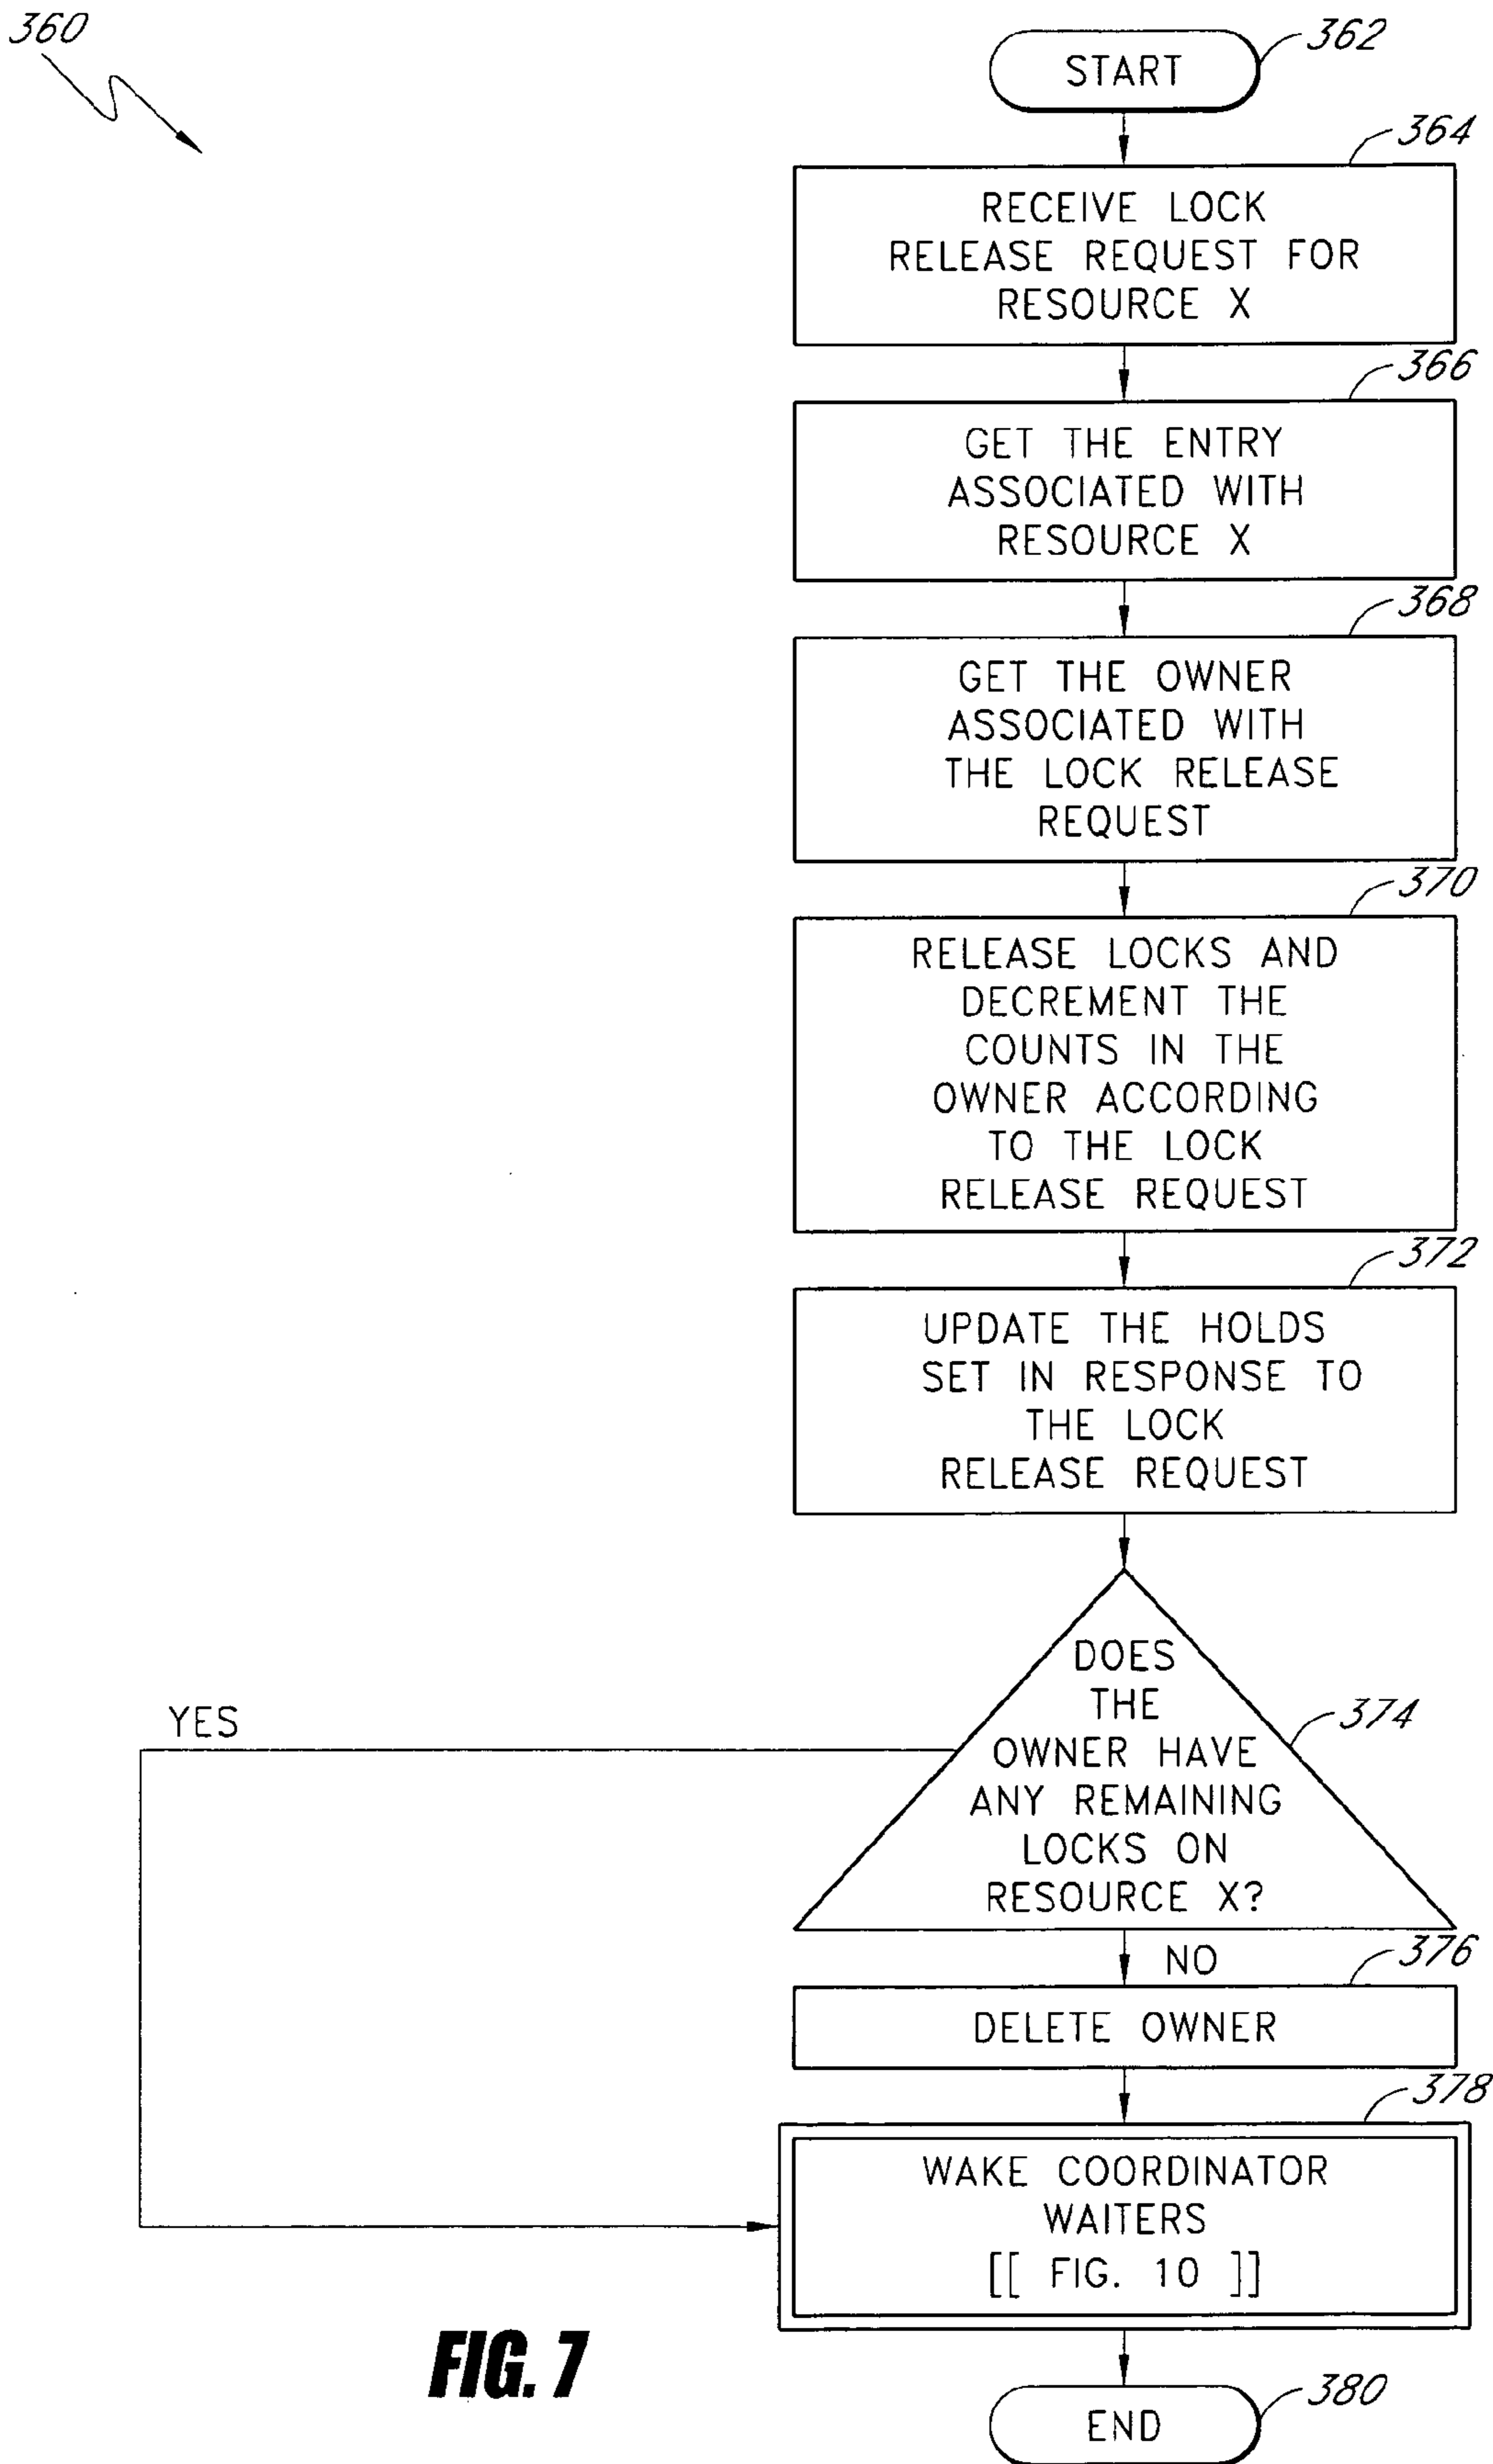 360
362
START
364
RECEIVE LOCK
RELEASE REQUEST FOR
RESOURCE X
366
GET THE ENTRY
ASSOCIATED WITH
RESOURCE X
368
GET THE OWNER
ASSOCIATED WITH
THE LOCK RELEASE
REQUEST
370
RELEASE LOCKS AND
DECREMENT THE
COUNTS IN THE
OWNER ACCORDING
TO THE LOCK
RELEASE REQUEST
372
UPDATE THE HOLDS
SET IN RESPONSE TO
THE LOCK
RELEASE REQUEST
374
DOES
THE
OWNER HAVE
ANY REMAINING
LOCKS ON
RESOURCE X?
YES
NO
376
DELETE OWNER
378
WAKE COORDINATOR
WAITERS
[[ FIG. 10 ]]
380
END
FIG. 7